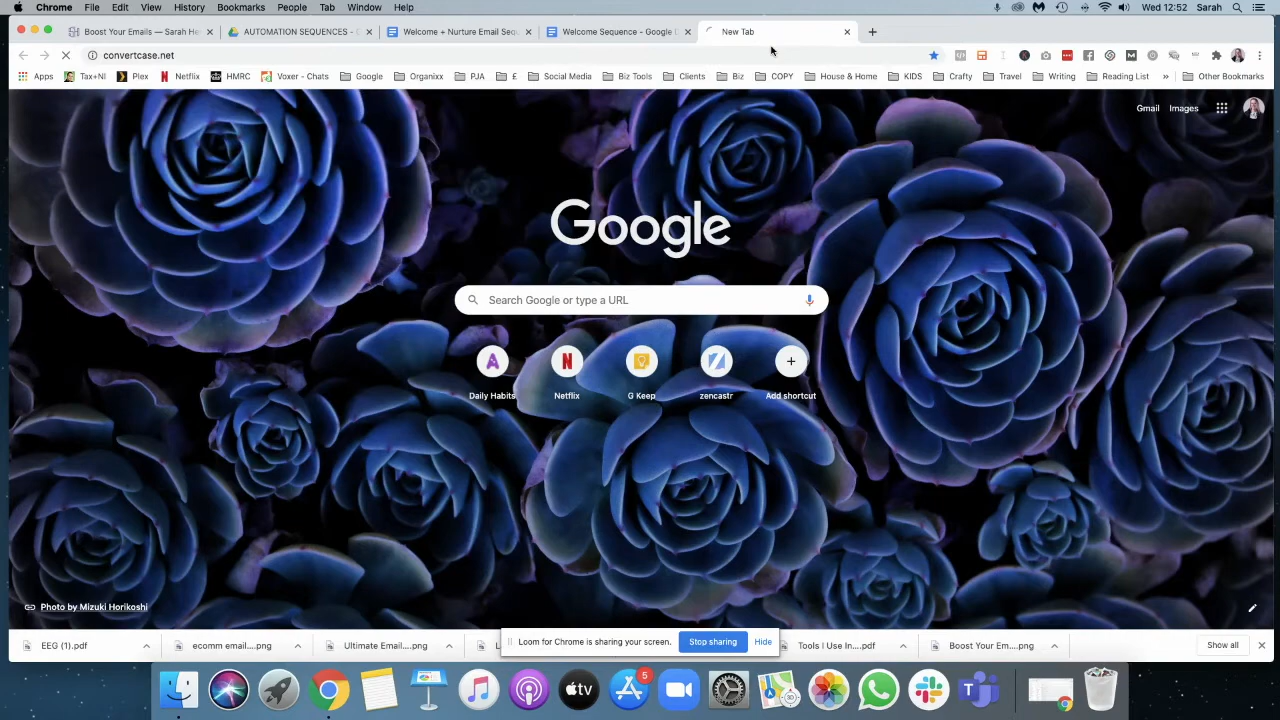 Chrome File Edit View History Bookmarks People Tab Window Help Wed 12:52 Sarah
Boost Your Emails — Sarah He AUTOMATION SEQUENCES - G Welcome + Nurture Email Sequ Welcome Sequence - Google D New Tab
convertcase.net
Apps Tax+NI Plex Netflix HMRC Voxer - Chats Google Organixx PJA £ Social Media Biz Tools Clients Biz COPY House & Home KIDS Crafty Travel Writing Reading List » Other Bookmarks
Gmail Images
Google
Search Google or type a URL
Daily Habits Netflix G Keep zencastr Add shortcut
Photo by Mizuki Horikoshi
Loom for Chrome is sharing your screen. Stop sharing Hide
EEG (1).pdf ecomm email....png Ultimate Email....png Tools I Use In....pdf Boost Your Em....png Show all
5
tv